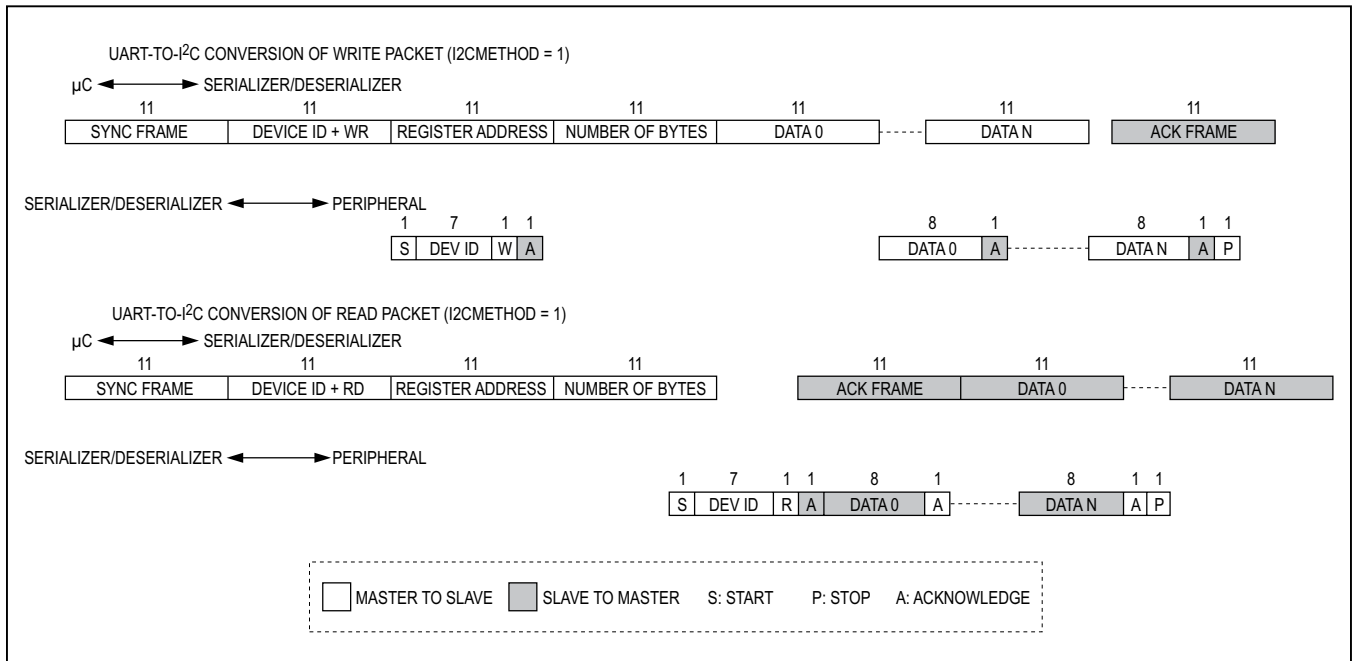 UART-TO-I2C CONVERSION OF WRITE PACKET (I2CMETHOD = 1)
µC SERIALIZER/DESERIALIZER
11 11 11 11 11 11 11
SYNC FRAME DEVICE ID + WR REGISTER ADDRESS NUMBER OF BYTES DATA 0 DATA N ACK FRAME
SERIALIZER/DESERIALIZER PERIPHERAL
1 7 1 1 8 1 8 1 1
S DEV ID W A DATA 0 A DATA N A P
UART-TO-I2C CONVERSION OF READ PACKET (I2CMETHOD = 1)
µC SERIALIZER/DESERIALIZER
11 11 11 11 11 11 11
SYNC FRAME DEVICE ID + RD REGISTER ADDRESS NUMBER OF BYTES ACK FRAME DATA 0 DATA N
SERIALIZER/DESERIALIZER PERIPHERAL
1 7 1 1 8 1 8 1 1
S DEV ID R A DATA 0 A DATA N A P
MASTER TO SLAVE SLAVE TO MASTER S: START P: STOP A: ACKNOWLEDGE